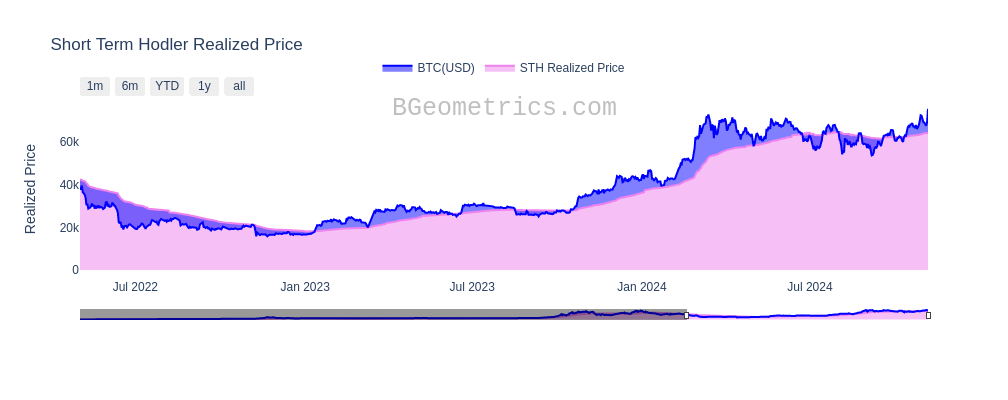 Short Term Hodler Realized Price
BTC(USD) STH Realized Price
1m 6m YTD 1y all
BGeometrics.com
Realized Price
60k
40k
20k
0
Jul 2022 Jan 2023 Jul 2023 Jan 2024 Jul 2024